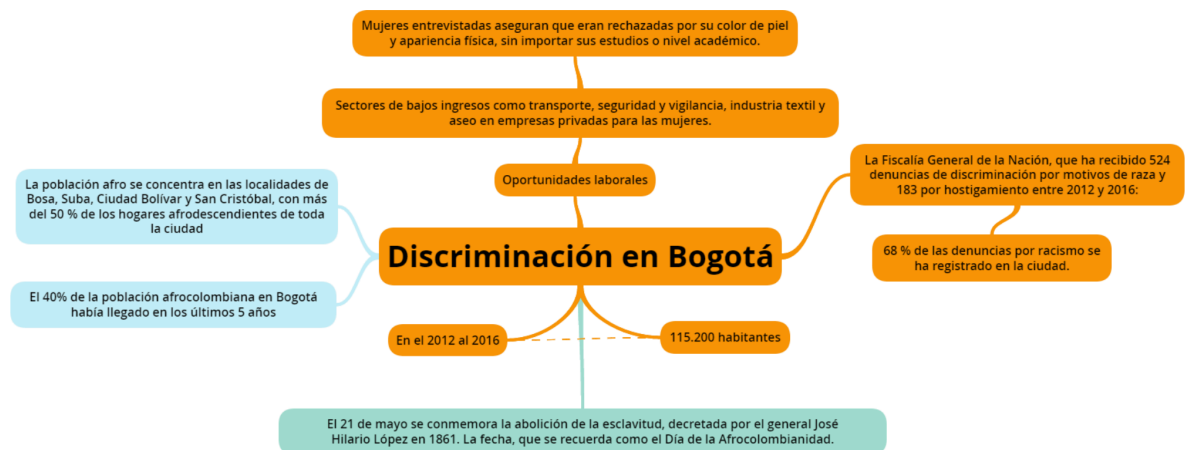 Mujeres entrevistadas aseguran que eran rechazadas por su color de piel
y apariencia física, sin importar sus estudios o nivel académico.
Sectores de bajos ingresos como transporte, seguridad y vigilancia, industria textil y
aseo en empresas privadas para las mujeres.
Oportunidades laborales
La Fiscalía General de la Nación, que ha recibido 524
denuncias de discriminación por motivos de raza y
183 por hostigamiento entre 2012 y 2016:
68 % de las denuncias por racismo se
ha registrado en la ciudad.
La población afro se concentra en las localidades de
Bosa, Suba, Ciudad Bolívar y San Cristóbal, con más
del 50 % de los hogares afrodescendientes de toda
la ciudad
Discriminación en Bogotá
El 40% de la población afrocolombiana en Bogotá
había llegado en los últimos 5 años
En el 2012 al 2016
115.200 habitantes
El 21 de mayo se conmemora la abolición de la esclavitud, decretada por el general José
Hilario López en 1861. La fecha, que se recuerda como el Día de la Afrocolombianidad.